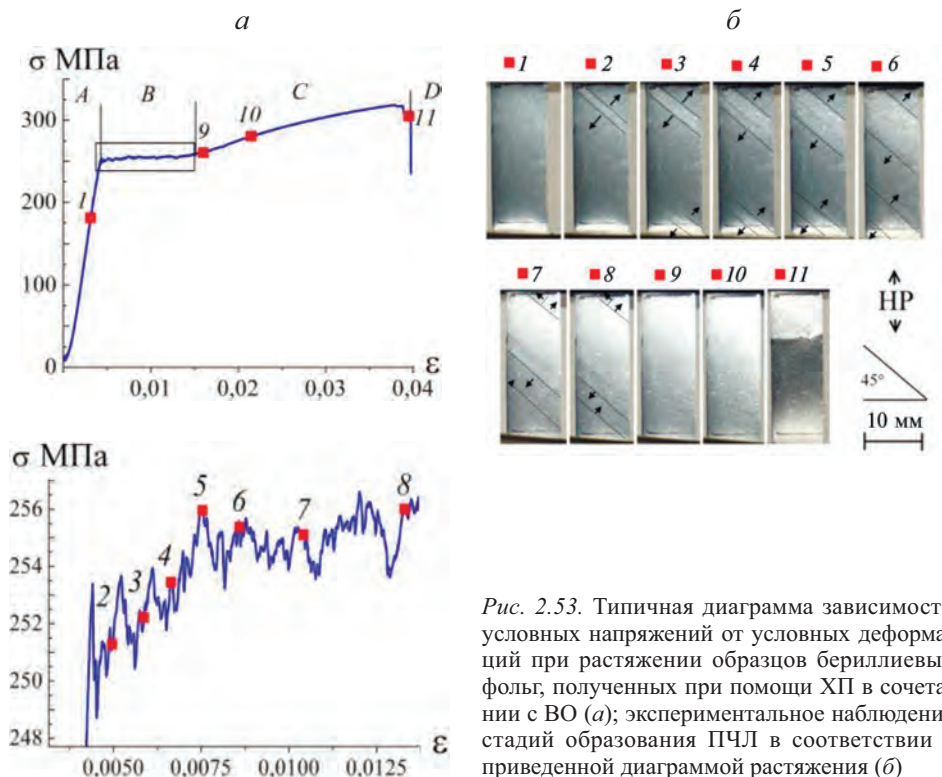 а
σ МПа
A B C D
300
200
100
0
1
9
10
11
0,01 0,02 0,03 0,04 ε
σ МПа
256
254
252
250
248
2
3
4
5
6
7
8
0,0050 0,0075 0,0100 0,0125 ε
б
1 2 3 4 5 6
7 8 9 10 11
НР
45°
10 мм
Рис. 2.53. Типичная диаграмма зависимост
условных напряжений от условных деформа
ций при растяжении образцов бериллиевы
фольг, полученных при помощи ХП в сочета
нии с ВО (а); экспериментальное наблюдени
стадий образования ПЧЛ в соответствии
приведенной диаграммой растяжения (б)